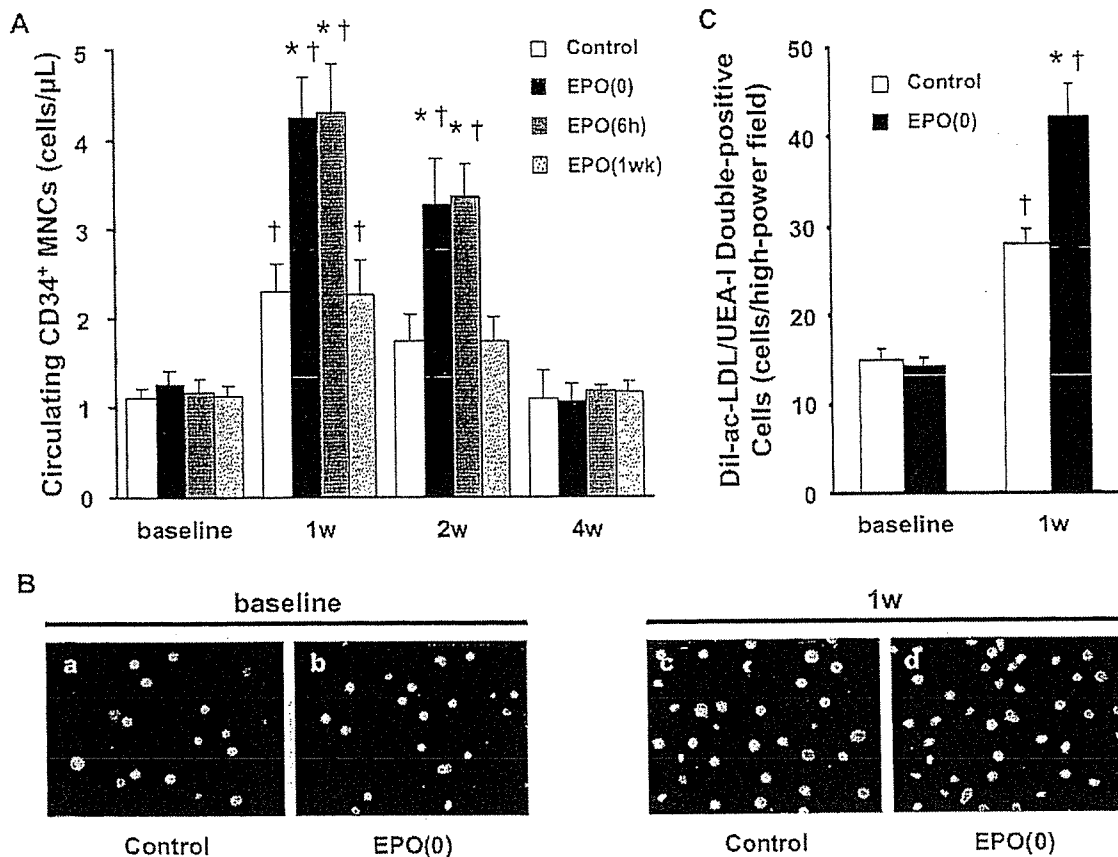 A
Circulating CD34+ MNCs (cells/µL)
5
4
3
2
1
0
* †
* †
†
†
* †
* †
Control
EPO(0)
EPO(6h)
EPO(1wk)
baseline
1w
2w
4w
C
DiI-ac-LDL/UEA-I Double-positive
Cells (cells/high-power field)
50
40
30
20
10
0
Control
EPO(0)
†
* †
baseline
1w
B
baseline
1w
a
b
c
d
Control
EPO(0)
Control
EPO(0)